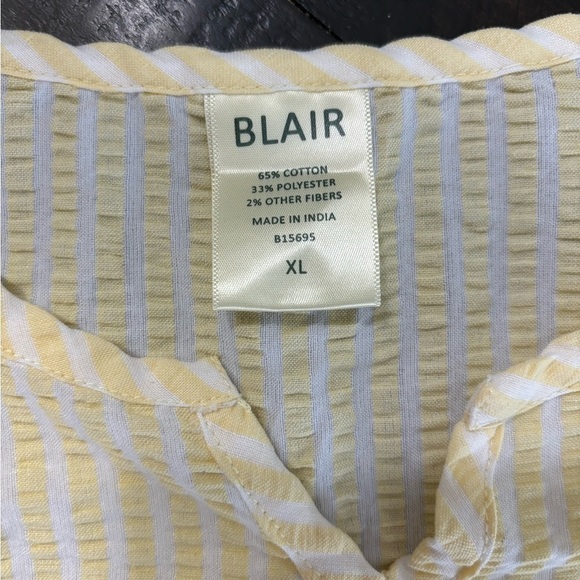 BLAIR
65% COTTON
33% POLYESTER
2% OTHER FIBERS
MADE IN INDIA
B15695
XL